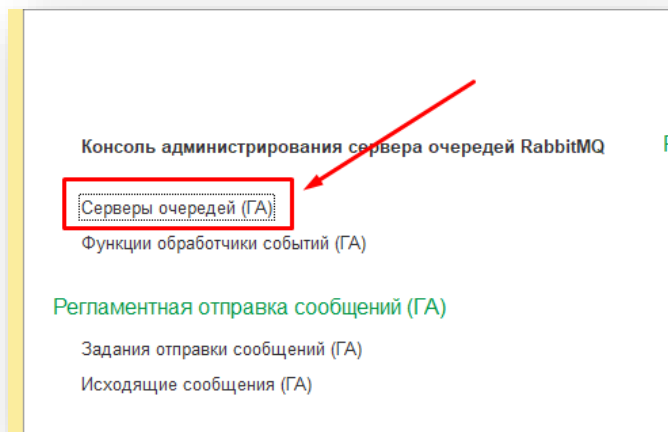 Консоль администрирования сервера очередей RabbitMQ
Серверы очередей (ГА)
Функции обработчики событий (ГА)
Регламентная отправка сообщений (ГА)
Задания отправки сообщений (ГА)
Исходящие сообщения (ГА)